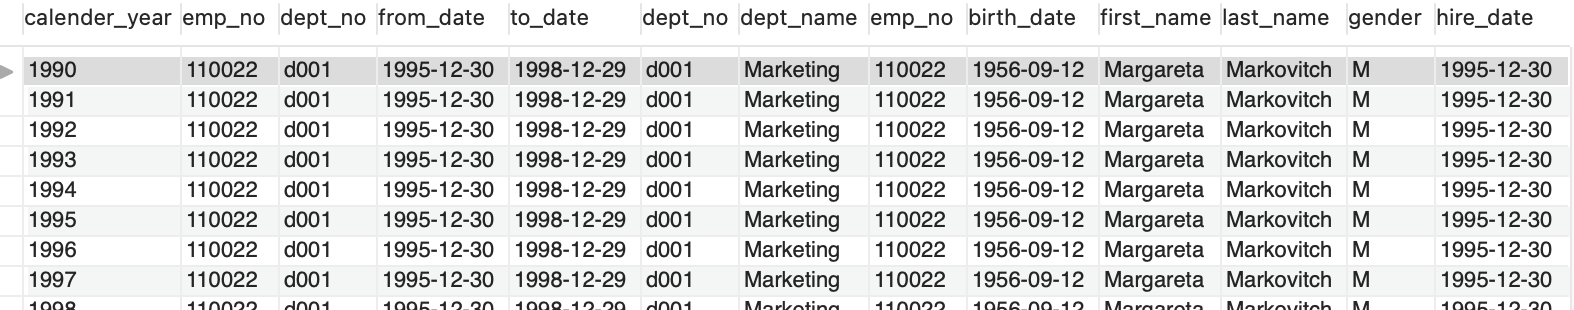 calender_year emp_no dept_no from_date to_date dept_no dept_name emp_no birth_date first_name last_name gender hire_date
1990 110022 d001 1995-12-30 1998-12-29 d001 Marketing 110022 1956-09-12 Margareta Markovitch M 1995-12-30
1991 110022 d001 1995-12-30 1998-12-29 d001 Marketing 110022 1956-09-12 Margareta Markovitch M 1995-12-30
1992 110022 d001 1995-12-30 1998-12-29 d001 Marketing 110022 1956-09-12 Margareta Markovitch M 1995-12-30
1993 110022 d001 1995-12-30 1998-12-29 d001 Marketing 110022 1956-09-12 Margareta Markovitch M 1995-12-30
1994 110022 d001 1995-12-30 1998-12-29 d001 Marketing 110022 1956-09-12 Margareta Markovitch M 1995-12-30
1995 110022 d001 1995-12-30 1998-12-29 d001 Marketing 110022 1956-09-12 Margareta Markovitch M 1995-12-30
1996 110022 d001 1995-12-30 1998-12-29 d001 Marketing 110022 1956-09-12 Margareta Markovitch M 1995-12-30
1997 110022 d001 1995-12-30 1998-12-29 d001 Marketing 110022 1956-09-12 Margareta Markovitch M 1995-12-30
1998 110022 d001 1995-12-30 1998-12-29 d001 Marketing 110022 1956-09-12 Margareta Markovitch M 1995-12-30